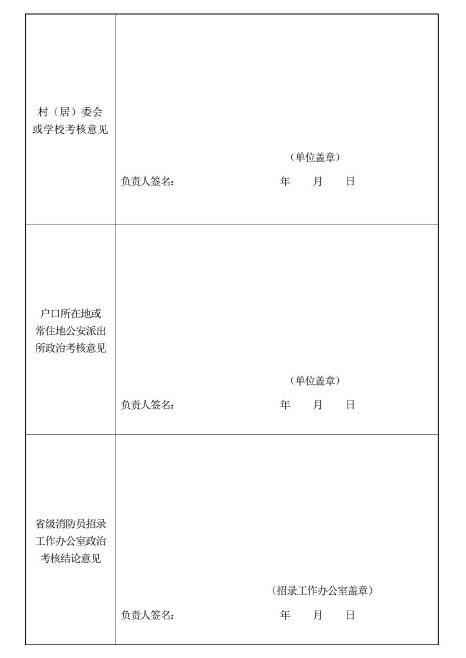 村（居）委会
或学校考核意见
（单位盖章）
负责人签名： 年 月 日
户口所在地或
常住地公安派出
所政治考核意见
（单位盖章）
负责人签名： 年 月 日
省级消防员招录
工作办公室政治
考核结论意见
（招录工作办公室盖章）
负责人签名： 年 月 日